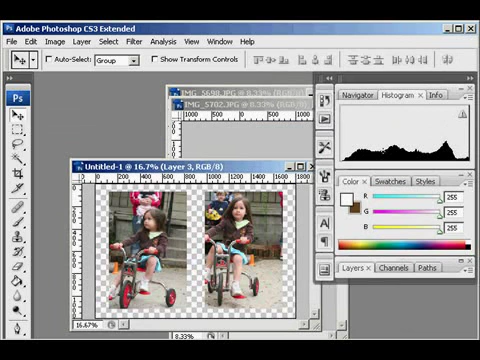 Adobe Photoshop CS3 Extended
File Edit Image Layer Select Filter Analysis View Window Help
Auto-Select: Group Show Transform Controls
Ps
IMG_5698.JPG @ 8.33% (RGB/8)
IMG_5702.JPG @ 8.33% (RGB/8)
1000 500 0 500 1000 1500
Untitled-1 @ 16.7% (Layer 3, RGB/8)
0 200 400 600 800 1000 1200 1400 1600 1800
16.67%
8.33%
Navigator Histogram × Info
Color × Swatches Styles
R 255
G 255
B 255
Layers × Channels Paths